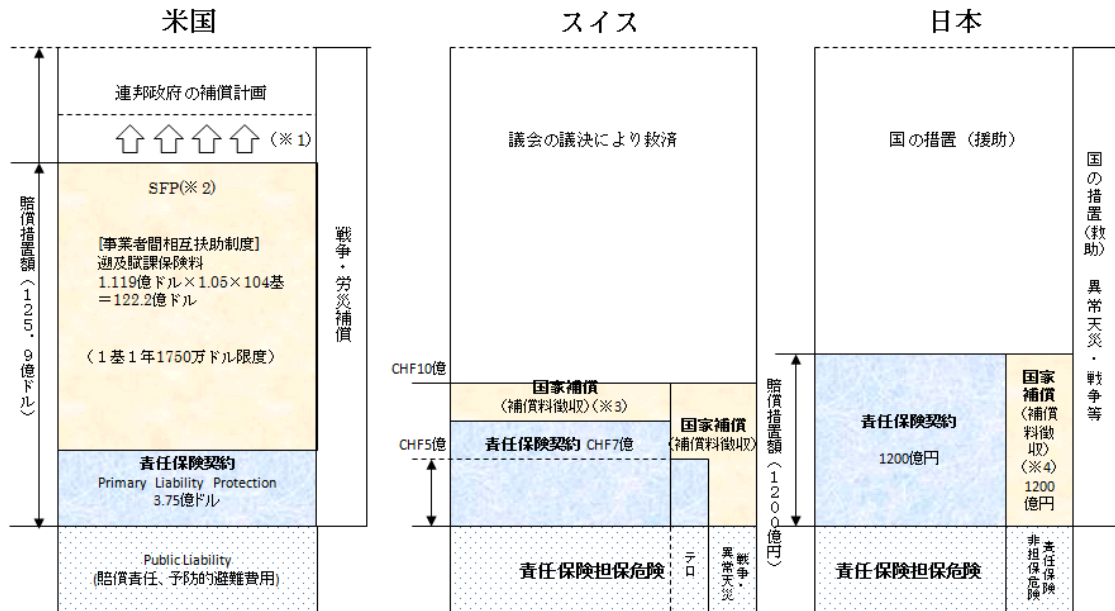 米国
連邦政府の補償計画
(※1)
SFP(※2)
[事業者間相互扶助制度]
遡及賦課保険料
1.119億ドル×1.05×104基
＝122.2億ドル
（1基1年1750万ドル限度）
責任保険契約
Primary Liability Protection
3.75億ドル
Public Liability
(賠償責任、予防的避難費用)
賠償措置額（125．9億ドル）
戦争・労災補償
スイス
議会の議決により救済
CHF10億
国家補償
(補償料徴収)(※3)
国家補償
(補償料徴収)
CHF5億
責任保険契約 CHF7億
責任保険担保危険
テロ
戦争・
異常天災
日本
国の措置（援助）
賠償措置額（1200億円）
責任保険契約
1200億円
国家
補償
(補償
料徴
収)
(※4)
1200
億円
責任保険担保危険
責任保険
非担保危険
国の措置（救助）　異常天災・戦争等